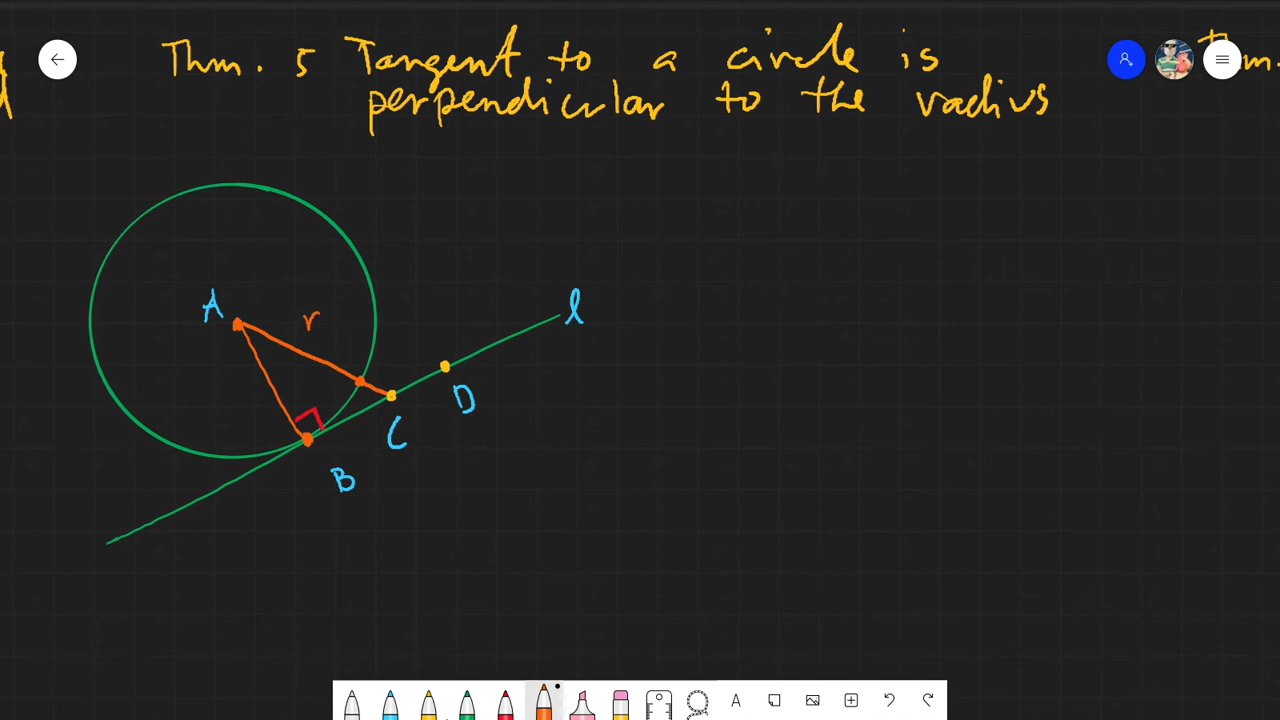 Thm. 5 Tangent to a circle is
perpendicular to the radius
A
r
l
D
C
B
A